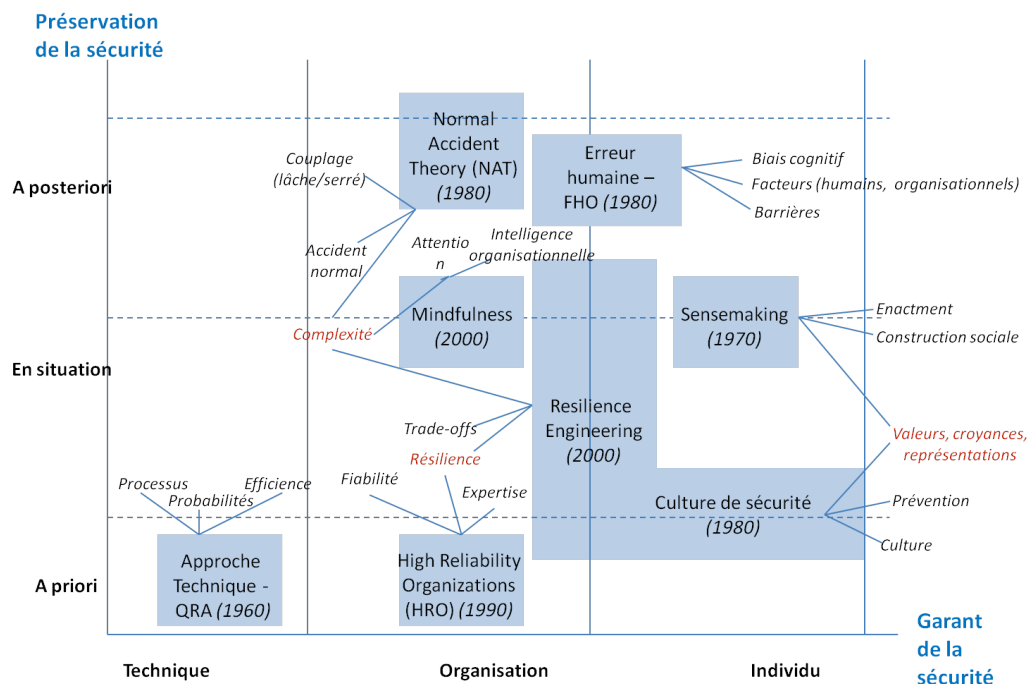 Préservation
de la sécurité
Normal
Accident
Theory (NAT)
(1980)
Couplage
(lâche/serré)
A posteriori
Erreur
humaine –
FHO (1980)
Biais cognitif
Facteurs (humains, organisationnels)
Barrières
Accident
normal
Attentio
n
Intelligence
organisationnelle
Complexité
Mindfulness
(2000)
Sensemaking
(1970)
Enactment
Construction sociale
En situation
Trade-offs
Résilience
Resilience
Engineering
(2000)
Valeurs, croyances,
représentations
Processus
Probabilités
Efficience
Fiabilité
Expertise
Culture de sécurité
(1980)
Prévention
Culture
A priori
Approche
Technique -
QRA (1960)
High Reliability
Organizations
(HRO) (1990)
Technique
Organisation
Individu
Garant
de la
sécurité